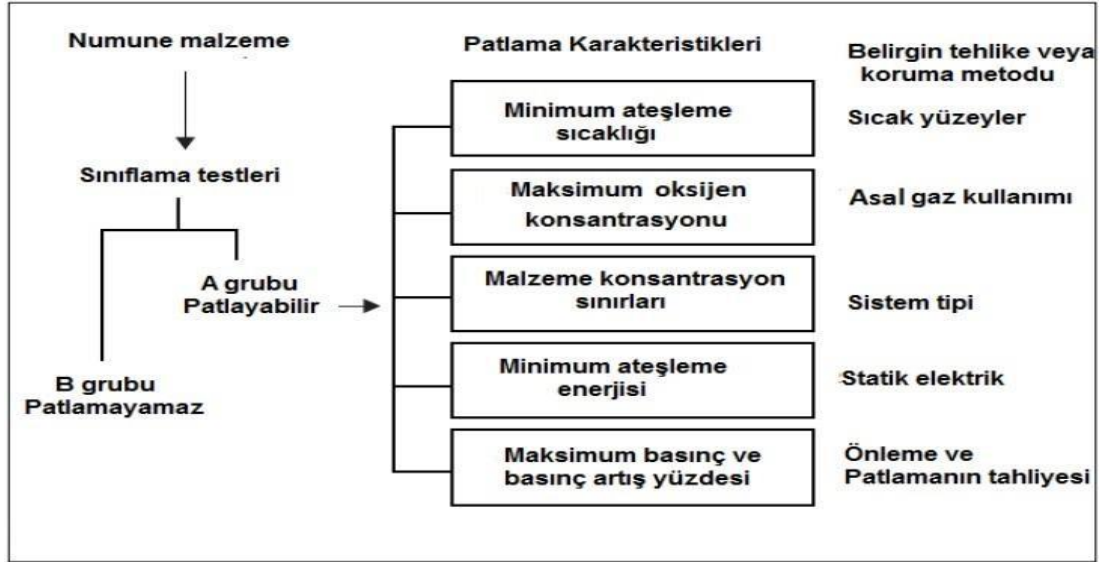 Numune malzeme
Sınıflama testleri
A grubu
Patlayabilir
B grubu
Patlamayamaz
Patlama Karakteristikleri
Minimum ateşleme
sıcaklığı
Maksimum oksijen
konsantrasyonu
Malzeme konsantrasyon
sınırları
Minimum ateşleme
enerjisi
Maksimum basınç ve
basınç artış yüzdesi
Belirgin tehlike veya
koruma metodu
Sıcak yüzeyler
Asal gaz kullanımı
Sistem tipi
Statik elektrik
Önleme ve
Patlamanın tahliyesi